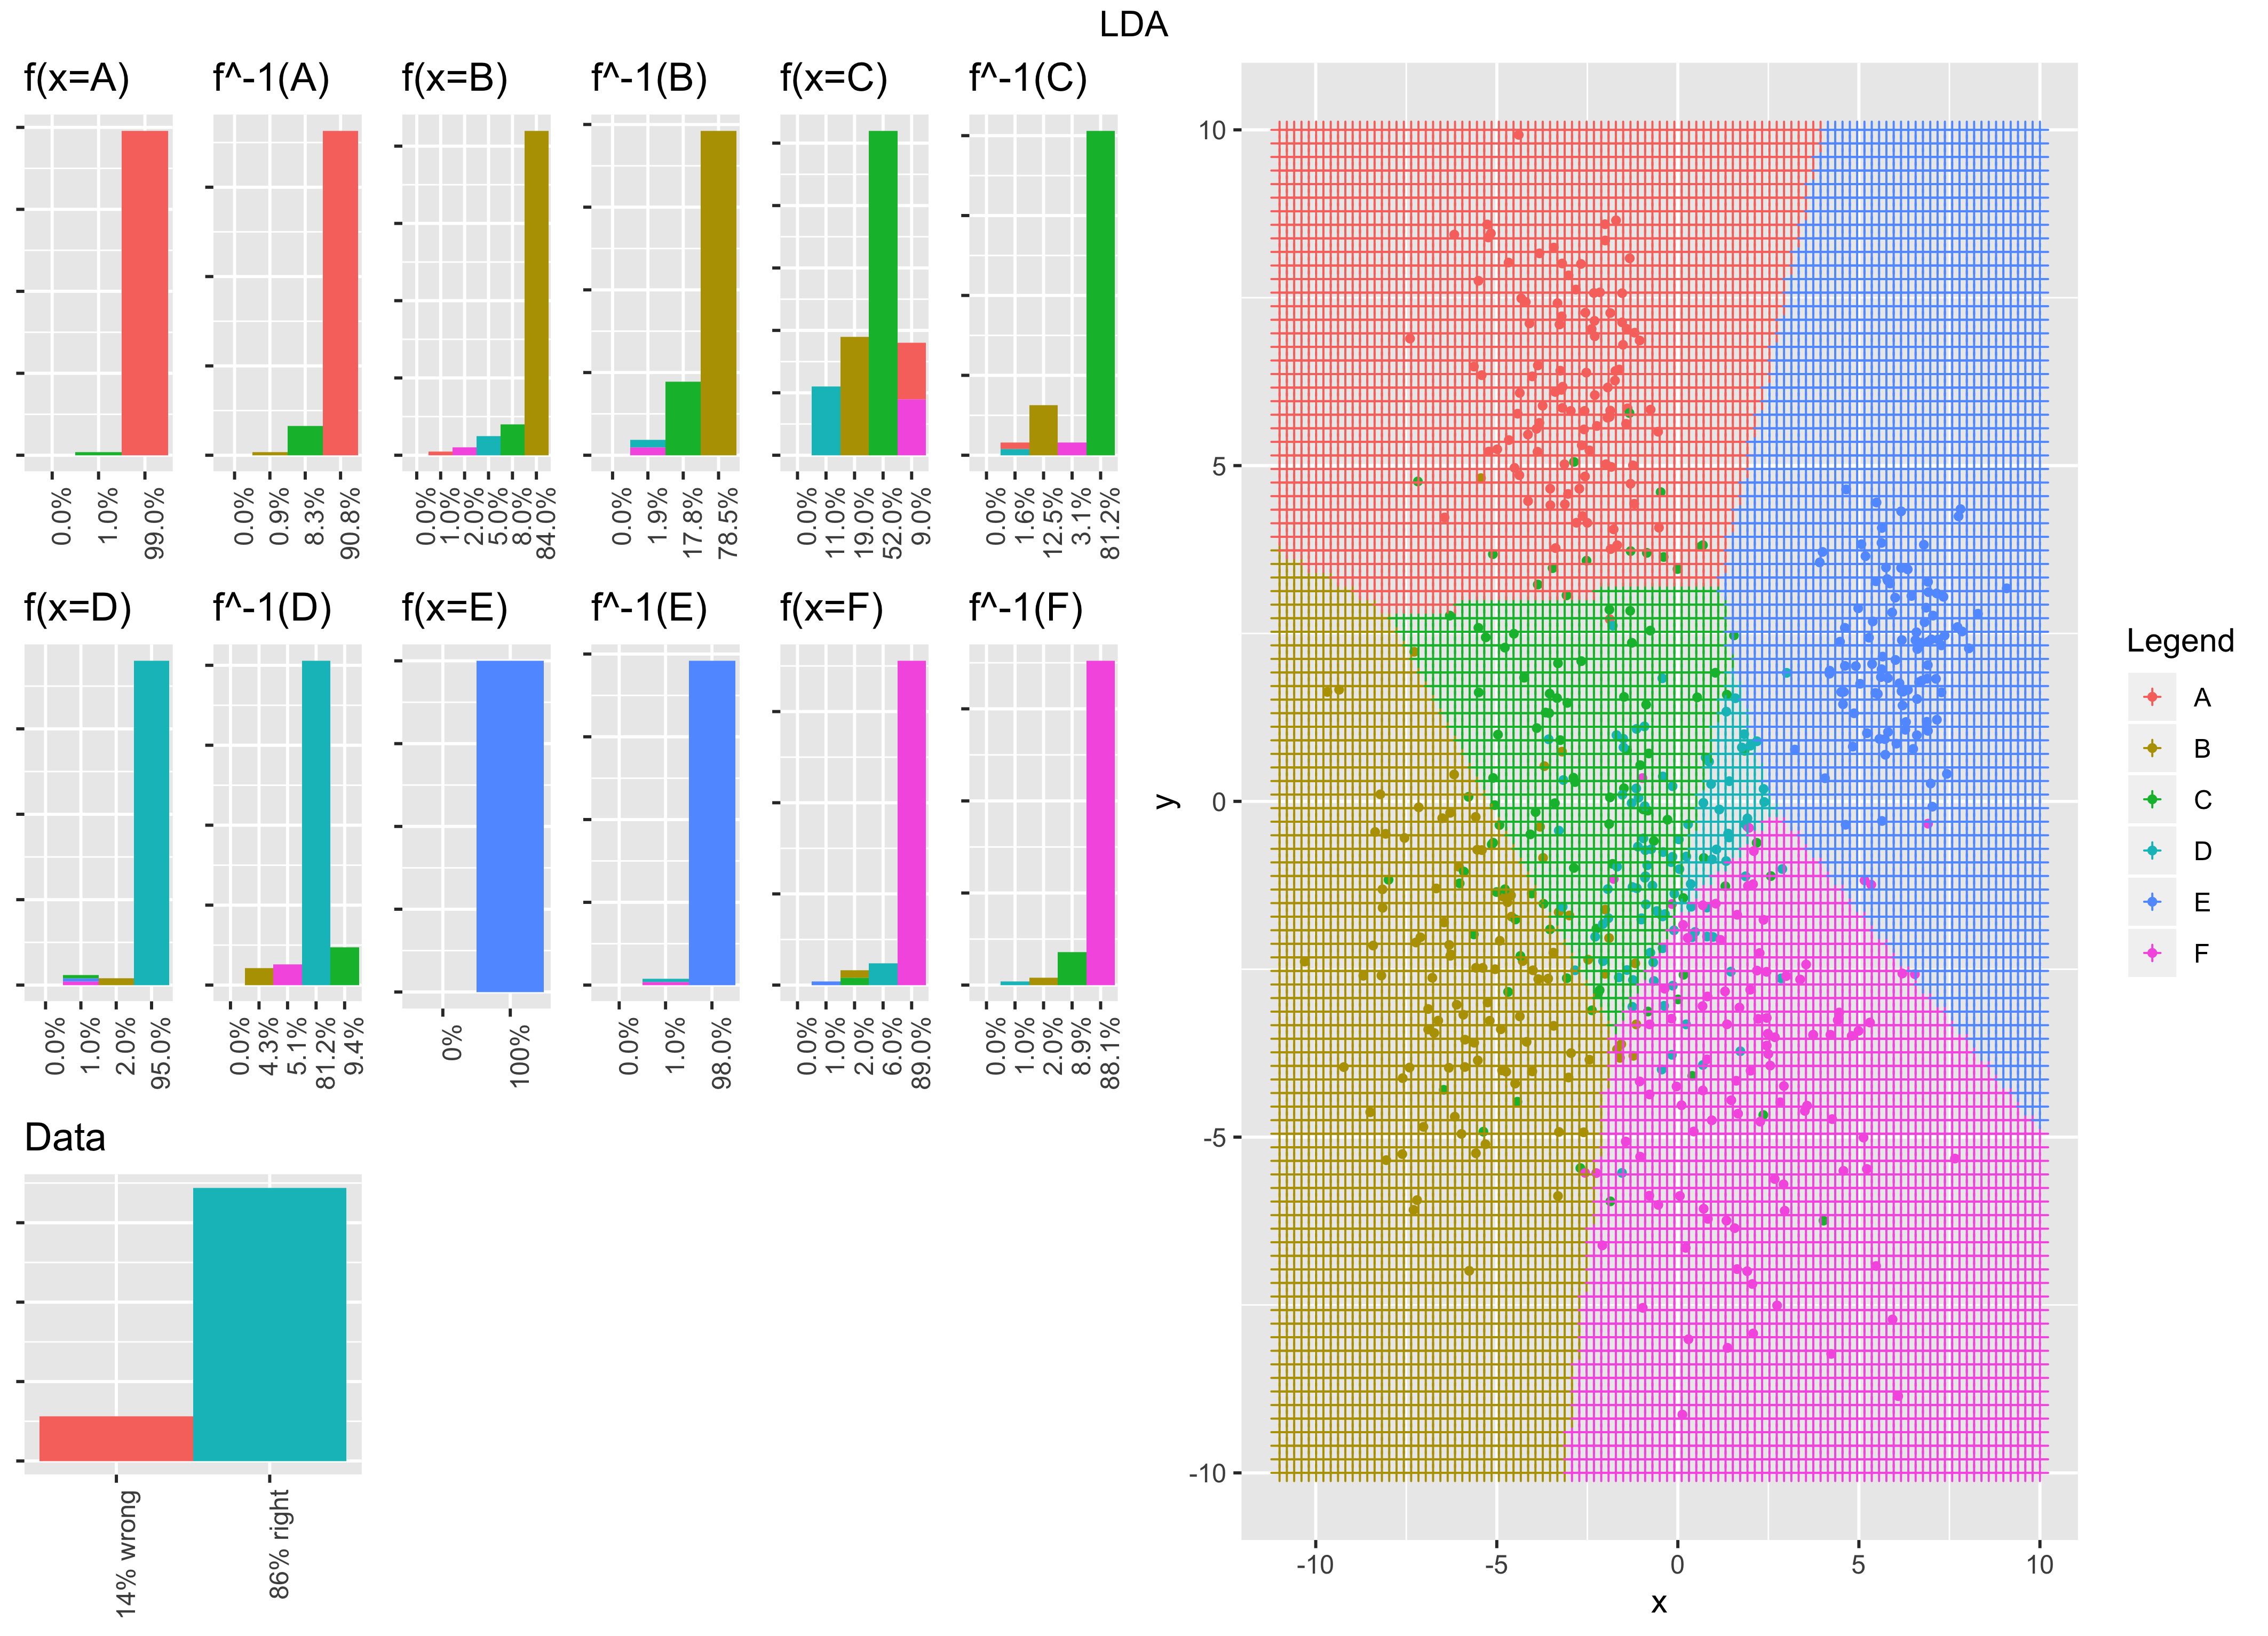 LDA
f(x=A)
f^-1(A)
f(x=B)
f^-1(B)
f(x=C)
f^-1(C)
0.0%
1.0%
99.0%
0.0%
0.9%
8.3%
90.8%
0.0%
1.0%
2.0%
5.0%
8.0%
84.0%
0.0%
1.9%
17.8%
78.5%
0.0%
11.0%
19.0%
52.0%
9.0%
0.0%
1.6%
12.5%
3.1%
81.2%
f(x=D)
f^-1(D)
f(x=E)
f^-1(E)
f(x=F)
f^-1(F)
0.0%
1.0%
2.0%
95.0%
0.0%
4.3%
5.1%
81.2%
9.4%
0%
100%
0.0%
1.0%
98.0%
0.0%
1.0%
2.0%
6.0%
89.0%
0.0%
1.0%
2.0%
8.9%
88.1%
Data
14% wrong
86% right
10
5
0
-5
-10
y
-10
-5
0
5
10
x
Legend
A
B
C
D
E
F